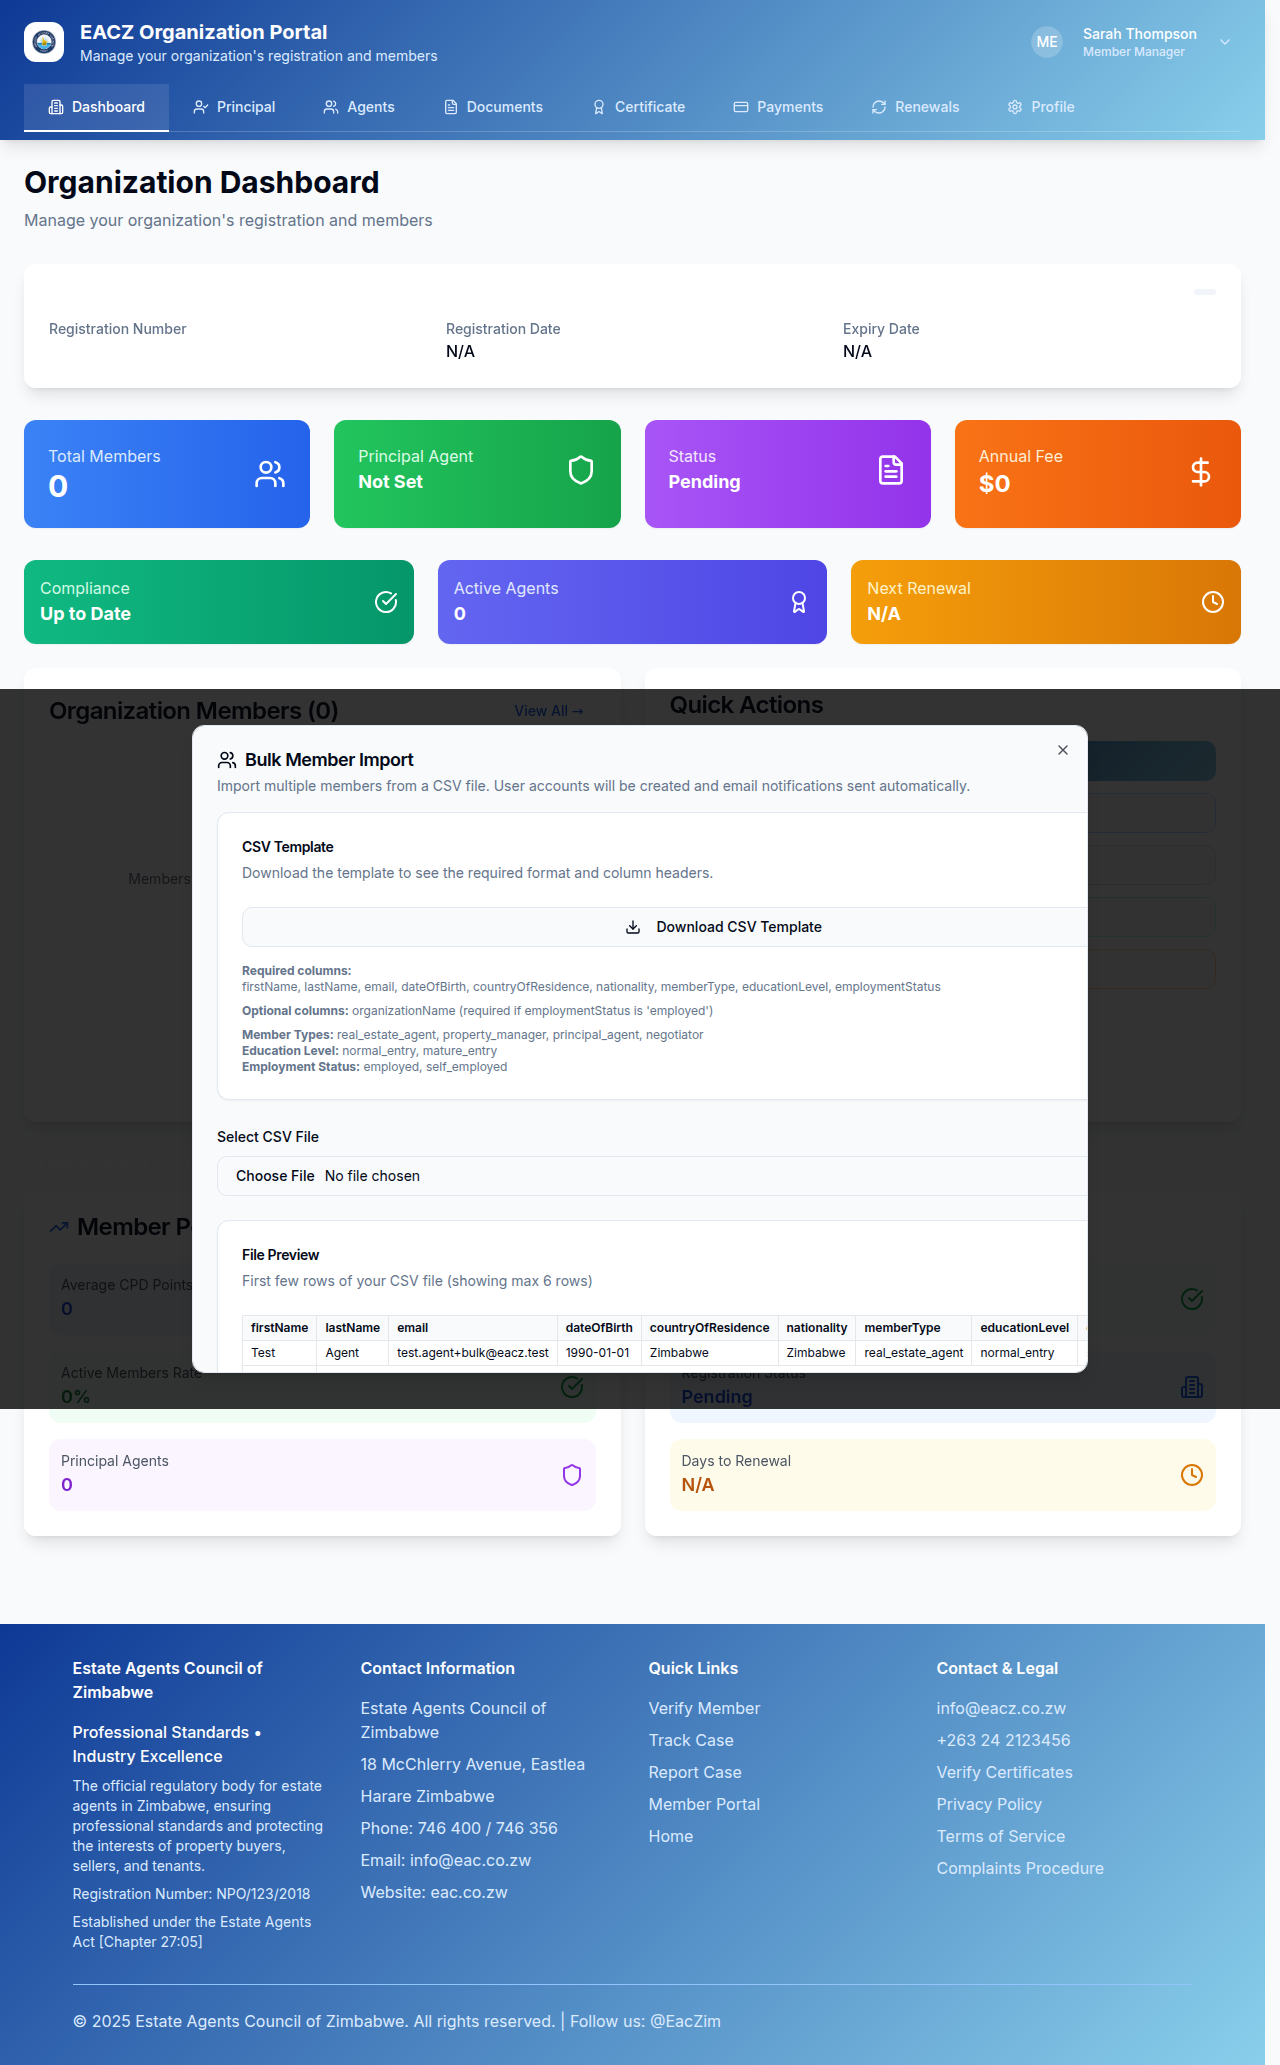 EACZ Organization Portal
Manage your organization's registration and members
ME
Sarah Thompson
Member Manager
Dashboard
Principal
Agents
Documents
Certificate
Payments
Renewals
Profile
Organization Dashboard
Manage your organization's registration and members
Registration Number
Registration Date
N/A
Expiry Date
N/A
Total Members
0
Principal Agent
Not Set
Status
Pending
Annual Fee
$0
Compliance
Up to Date
Active Agents
0
Next Renewal
N/A
Organization Members (0)
View All →
Quick Actions
Members
Bulk Member Import
Import multiple members from a CSV file. User accounts will be created and email notifications sent automatically.
CSV Template
Download the template to see the required format and column headers.
Download CSV Template
Required columns:
firstName, lastName, email, dateOfBirth, countryOfResidence, nationality, memberType, educationLevel, employmentStatus
Optional columns: organizationName (required if employmentStatus is 'employed')
Member Types: real_estate_agent, property_manager, principal_agent, negotiator
Education Level: normal_entry, mature_entry
Employment Status: employed, self_employed
Select CSV File
Choose File No file chosen
File Preview
First few rows of your CSV file (showing max 6 rows)
firstName lastName email dateOfBirth countryOfResidence nationality memberType educationLevel
Test Agent test.agent+bulk@eacz.test 1990-01-01 Zimbabwe Zimbabwe real_estate_agent normal_entry
Member P
Average CPD Points
0
Active Members Rate
0%
Principal Agents
0
Registration Status
Pending
Days to Renewal
N/A
Estate Agents Council of
Zimbabwe
Professional Standards •
Industry Excellence
The official regulatory body for estate
agents in Zimbabwe, ensuring
professional standards and protecting
the interests of property buyers,
sellers, and tenants.
Registration Number: NPO/123/2018
Established under the Estate Agents
Act [Chapter 27:05]
Contact Information
Estate Agents Council of
Zimbabwe
18 McChlerry Avenue, Eastlea
Harare Zimbabwe
Phone: 746 400 / 746 356
Email: info@eac.co.zw
Website: eac.co.zw
Quick Links
Verify Member
Track Case
Report Case
Member Portal
Home
Contact & Legal
info@eacz.co.zw
+263 24 2123456
Verify Certificates
Privacy Policy
Terms of Service
Complaints Procedure
© 2025 Estate Agents Council of Zimbabwe. All rights reserved. | Follow us: @EacZim